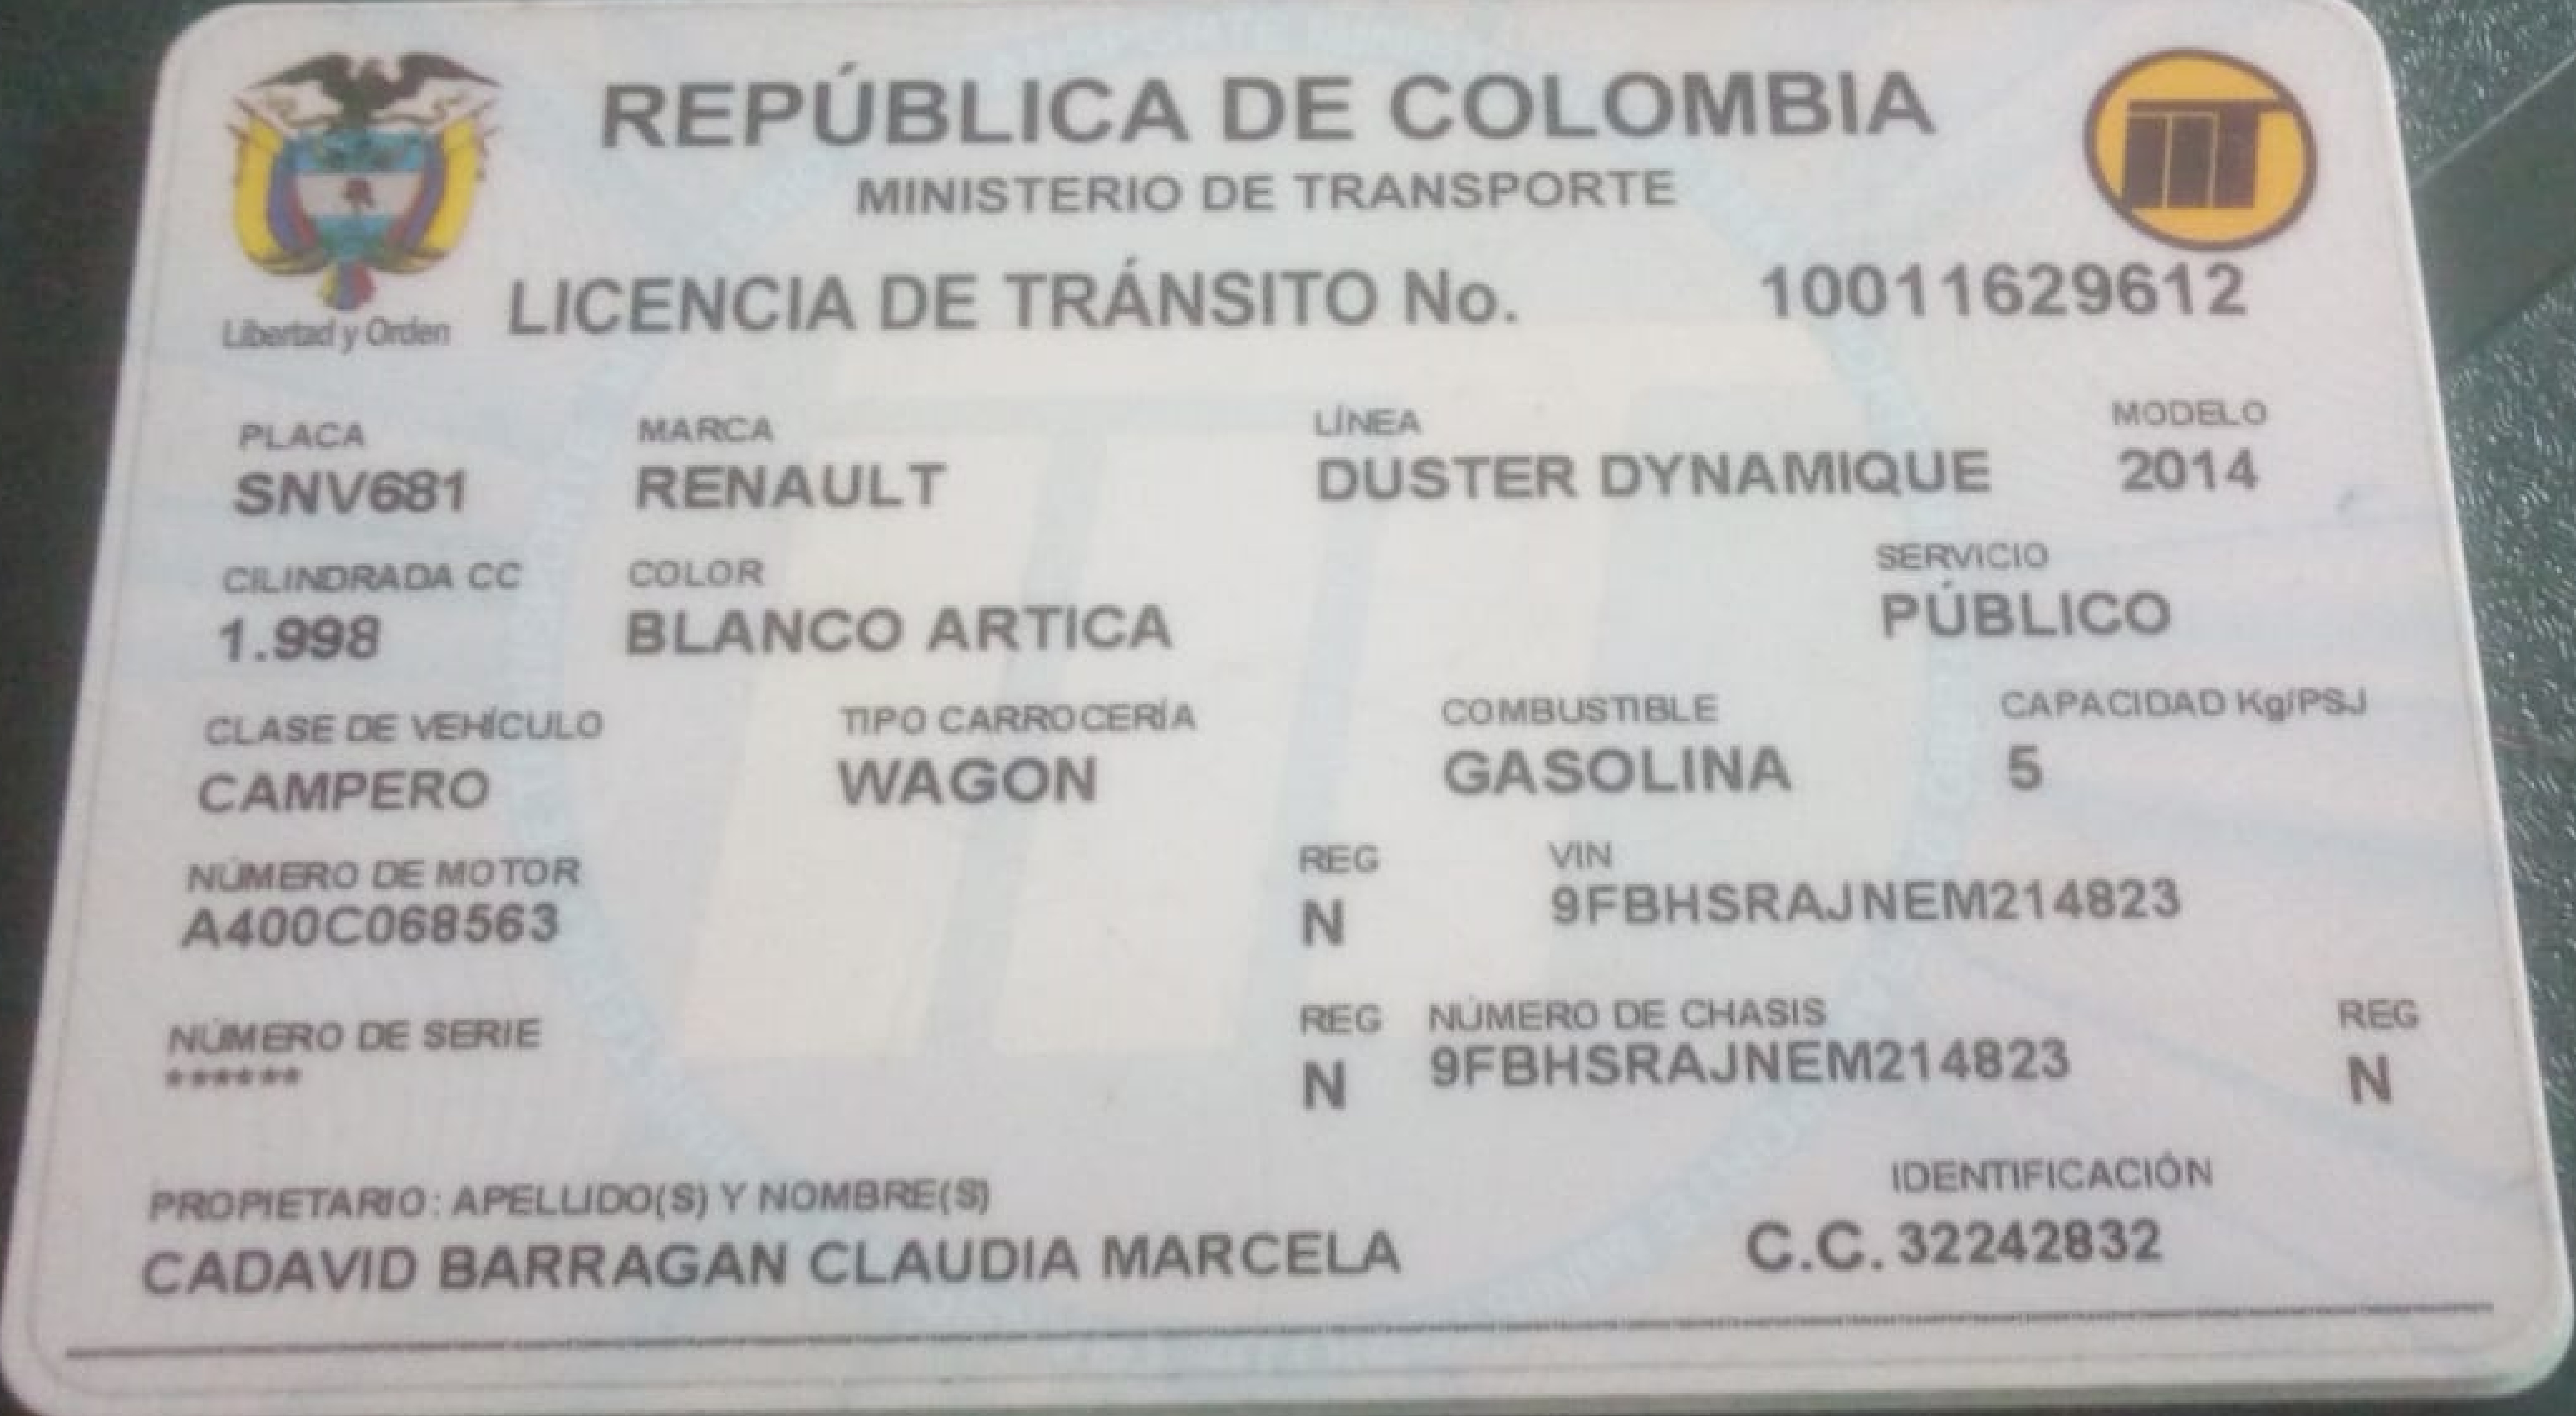 REPÚBLICA DE COLOMBIA
MINISTERIO DE TRANSPORTE
Libertad y Orden
LICENCIA DE TRÁNSITO No. 10011629612
PLACA MARCA LÍNEA MODELO
SNV681 RENAULT DUSTER DYNAMIQUE 2014
CILINDRADA CC COLOR SERVICIO
1.998 BLANCO ARTICA PÚBLICO
CLASE DE VEHÍCULO TIPO CARROCERÍA COMBUSTIBLE CAPACIDAD Kg/PSJ
CAMPERO WAGON GASOLINA 5
NÚMERO DE MOTOR REG VIN
A400C068563 N 9FBHSRAJNEM214823
NÚMERO DE SERIE REG NÚMERO DE CHASIS REG
****** N 9FBHSRAJNEM214823 N
PROPIETARIO: APELLIDO(S) Y NOMBRE(S) IDENTIFICACIÓN
CADAVID BARRAGAN CLAUDIA MARCELA C.C. 32242832